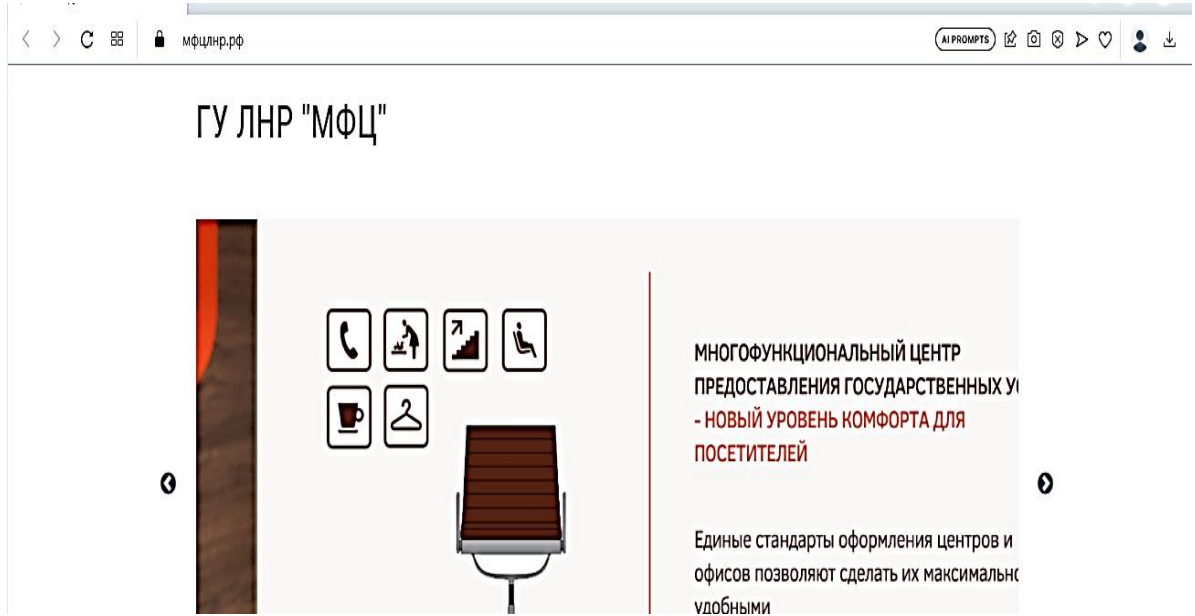 мфцлнр.рф
AI PROMPTS
ГУ ЛНР "МФЦ"
МНОГОФУНКЦИОНАЛЬНЫЙ ЦЕНТР
ПРЕДОСТАВЛЕНИЯ ГОСУДАРСТВЕННЫХ
- НОВЫЙ УРОВЕНЬ КОМФОРТА ДЛЯ
ПОСЕТИТЕЛЕЙ
Единые стандарты оформления центров и
офисов позволяют сделать их
удобными